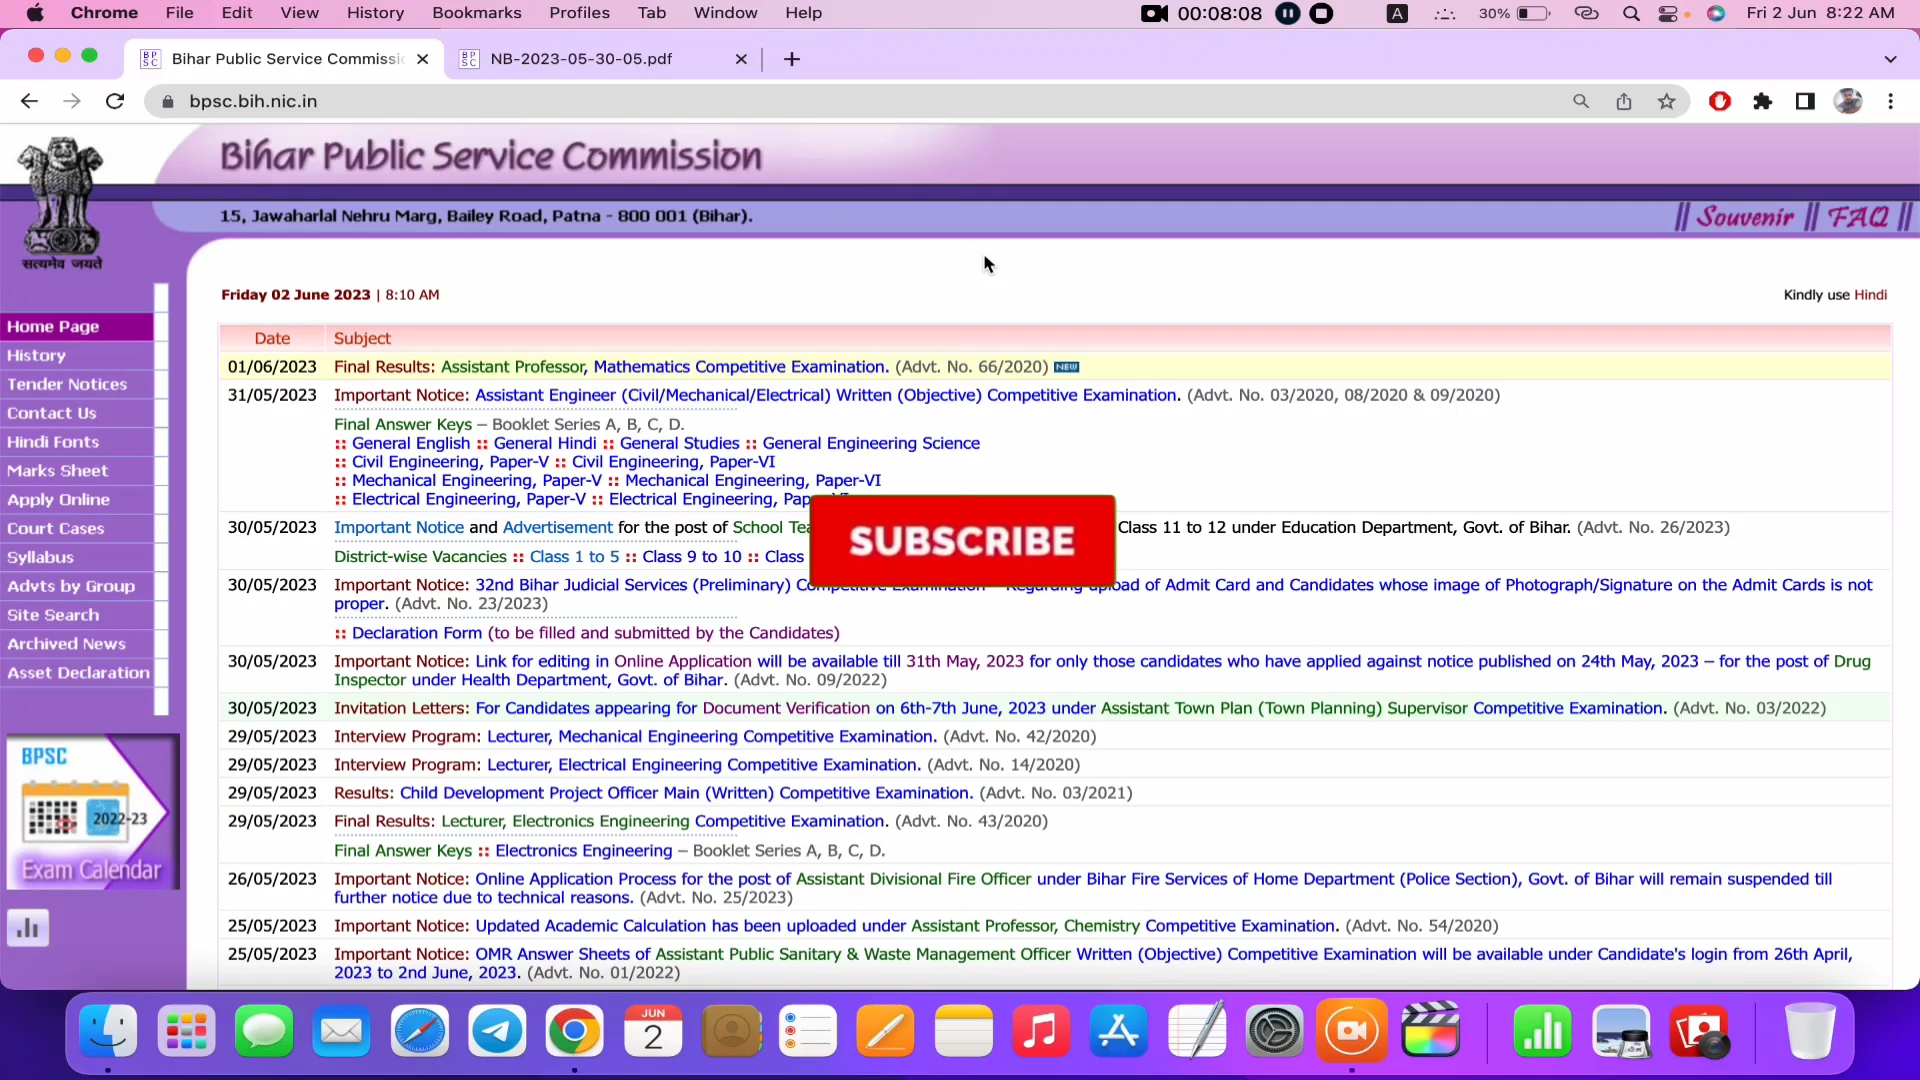 Chrome File Edit View History Bookmarks Profiles Tab Window Help 00:08:08 A 30% Fri 2 Jun 8:22 AM
BPSC Bihar Public Service Commissi BPSC NB-2023-05-30-05.pdf
bpsc.bih.nic.in
Bihar Public Service Commission
15, Jawaharlal Nehru Marg, Bailey Road, Patna - 800 001 (Bihar).
|| Souvenir || FAQ ||
सत्यमेव जयते
Friday 02 June 2023 | 8:10 AM
Kindly use Hindi
Home Page
History
Tender Notices
Contact Us
Hindi Fonts
Marks Sheet
Apply Online
Court Cases
Syllabus
Advts by Group
Site Search
Archived News
Asset Declaration
BPSC
2022-23
Exam Calendar
Date Subject
01/06/2023 Final Results: Assistant Professor, Mathematics Competitive Examination. (Advt. No. 66/2020) NEW
31/05/2023 Important Notice: Assistant Engineer (Civil/Mechanical/Electrical) Written (Objective) Competitive Examination. (Advt. No. 03/2020, 08/2020 & 09/2020)
Final Answer Keys – Booklet Series A, B, C, D.
:: General English :: General Hindi :: General Studies :: General Engineering Science
:: Civil Engineering, Paper-V :: Civil Engineering, Paper-VI
:: Mechanical Engineering, Paper-V :: Mechanical Engineering, Paper-VI
:: Electrical Engineering, Paper-V :: Electrical Engineering, Paper-VI
30/05/2023 Important Notice and Advertisement for the post of School Class 11 to 12 under Education Department, Govt. of Bihar. (Advt. No. 26/2023)
SUBSCRIBE
District-wise Vacancies :: Class 1 to 5 :: Class 9 to 10 :: Class
30/05/2023 Important Notice: 32nd Bihar Judicial Services (Preliminary) Competitive Examination – Regarding upload of Admit Card and Candidates whose image of Photograph/Signature on the Admit Cards is not
proper. (Advt. No. 23/2023)
:: Declaration Form (to be filled and submitted by the Candidates)
30/05/2023 Important Notice: Link for editing in Online Application will be available till 31th May, 2023 for only those candidates who have applied against notice published on 24th May, 2023 – for the post of Drug
Inspector under Health Department, Govt. of Bihar. (Advt. No. 09/2022)
30/05/2023 Invitation Letters: For Candidates appearing for Document Verification on 6th-7th June, 2023 under Assistant Town Plan (Town Planning) Supervisor Competitive Examination. (Advt. No. 03/2022)
29/05/2023 Interview Program: Lecturer, Mechanical Engineering Competitive Examination. (Advt. No. 42/2020)
29/05/2023 Interview Program: Lecturer, Electrical Engineering Competitive Examination. (Advt. No. 14/2020)
29/05/2023 Results: Child Development Project Officer Main (Written) Competitive Examination. (Advt. No. 03/2021)
29/05/2023 Final Results: Lecturer, Electronics Engineering Competitive Examination. (Advt. No. 43/2020)
Final Answer Keys :: Electronics Engineering – Booklet Series A, B, C, D.
26/05/2023 Important Notice: Online Application Process for the post of Assistant Divisional Fire Officer under Bihar Fire Services of Home Department (Police Section), Govt. of Bihar will remain suspended till
further notice due to technical reasons. (Advt. No. 25/2023)
25/05/2023 Important Notice: Updated Academic Calculation has been uploaded under Assistant Professor, Chemistry Competitive Examination. (Advt. No. 54/2020)
25/05/2023 Important Notice: OMR Answer Sheets of Assistant Public Sanitary & Waste Management Officer Written (Objective) Competitive Examination will be available under Candidate's login from 26th April,
2023 to 2nd June, 2023. (Advt. No. 01/2022)
JUN
2